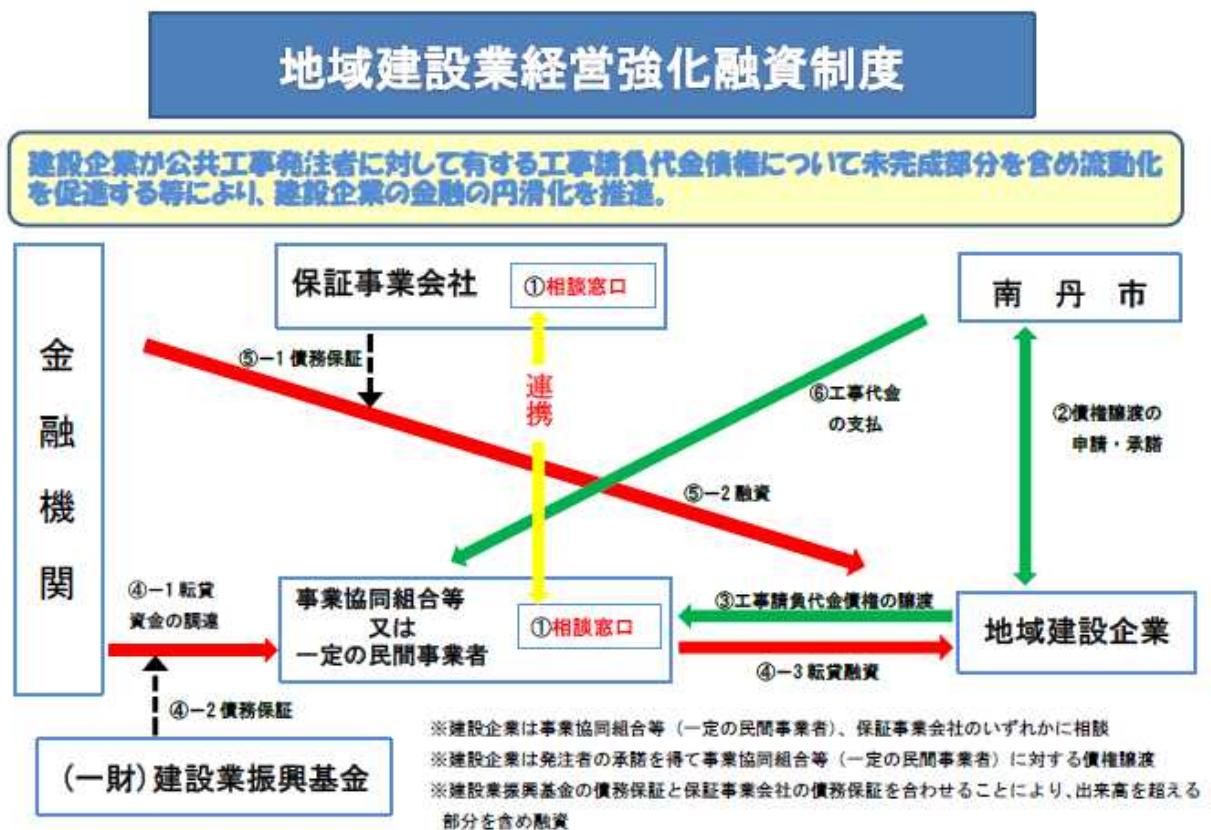 地域建設業経営強化融資制度
建設企業が公共工事発注者に対して有する工事請負代金債権について未完成部分を含め流動化
を促進する等により、建設企業の金融の円滑化を推進。
金融機関
保証事業会社
①相談窓口
南丹市
⑤－1 債務保証
連携
⑥工事代金
の支払
②債権譲渡の
申請・承諾
⑤－2 融資
④－1 転貸
資金の調達
事業協同組合等
又は
一定の民間事業者
①相談窓口
③工事請負代金債権の譲渡
地域建設企業
④－3 転貸融資
④－2 債務保証
(一財)建設業振興基金
※建設企業は事業協同組合等（一定の民間事業者）、保証事業会社のいずれかに相談
※建設企業は発注者の承諾を得て事業協同組合等（一定の民間事業者）に対する債権譲渡
※建設業振興基金の債務保証と保証事業会社の債務保証を合わせることにより、出来高を超える
部分を含め融資